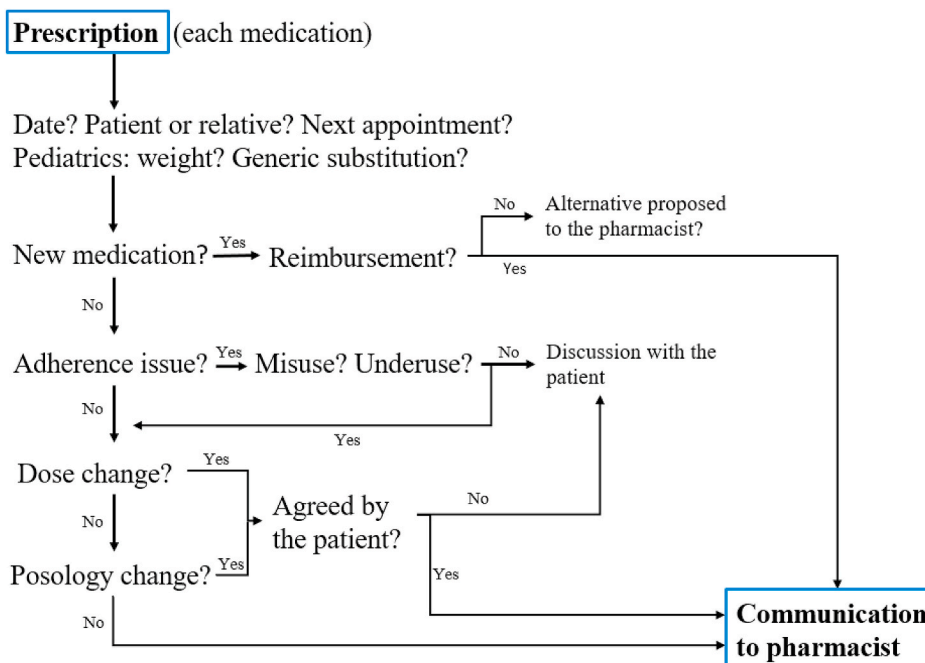 Prescription (each medication)
Date? Patient or relative? Next appointment?
Pediatrics: weight? Generic substitution?
No
Alternative proposed
to the pharmacist?
New medication?
Yes
Reimbursement?
Yes
No
Adherence issue?
Yes
Misuse? Underuse?
No
Discussion with the
patient
No
Yes
Dose change?
Yes
No
Agreed by
the patient?
No
Posology change?
Yes
Yes
No
Communication
to pharmacist